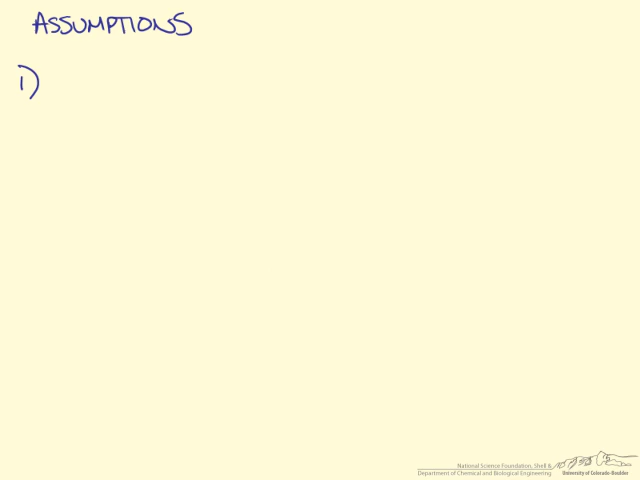 ASSUMPTIONS
1)
National Science Foundation, Shell &
Department of Chemical and Biological Engineering
University of Colorado-Boulder